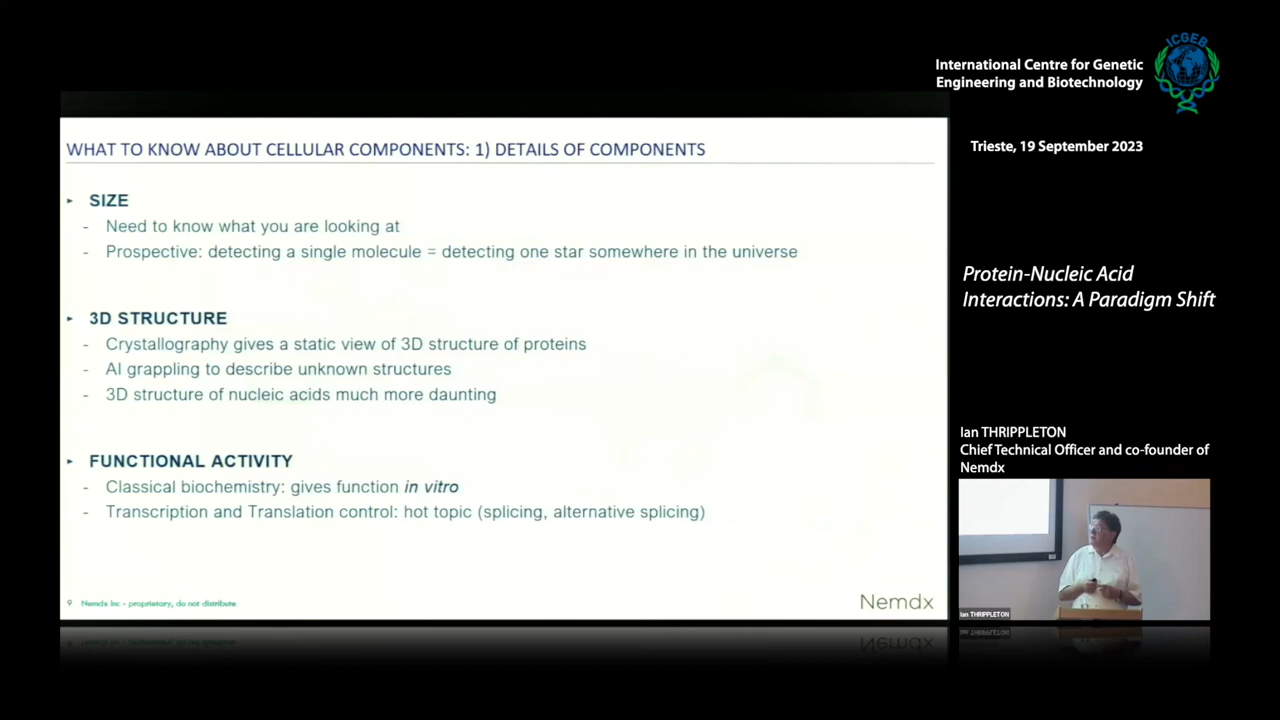 WHAT TO KNOW ABOUT CELLULAR COMPONENTS: 1) DETAILS OF COMPONENTS
▸ SIZE
- Need to know what you are looking at
- Prospective: detecting a single molecule = detecting one star somewhere in the universe
▸ 3D STRUCTURE
- Crystallography gives a static view of 3D structure of proteins
- AI grappling to describe unknown structures
- 3D structure of nucleic acids much more daunting
▸ FUNCTIONAL ACTIVITY
- Classical biochemistry: gives function in vitro
- Transcription and Translation control: hot topic (splicing, alternative splicing)
9 Nemdx Inc - proprietary, do not distribute
Nemdx
International Centre for Genetic
Engineering and Biotechnology
ICGEB
Trieste, 19 September 2023
Protein-Nucleic Acid
Interactions: A Paradigm Shift
Ian THRIPPLETON
Chief Technical Officer and co-founder of
Nemdx
Ian THRIPPLETON